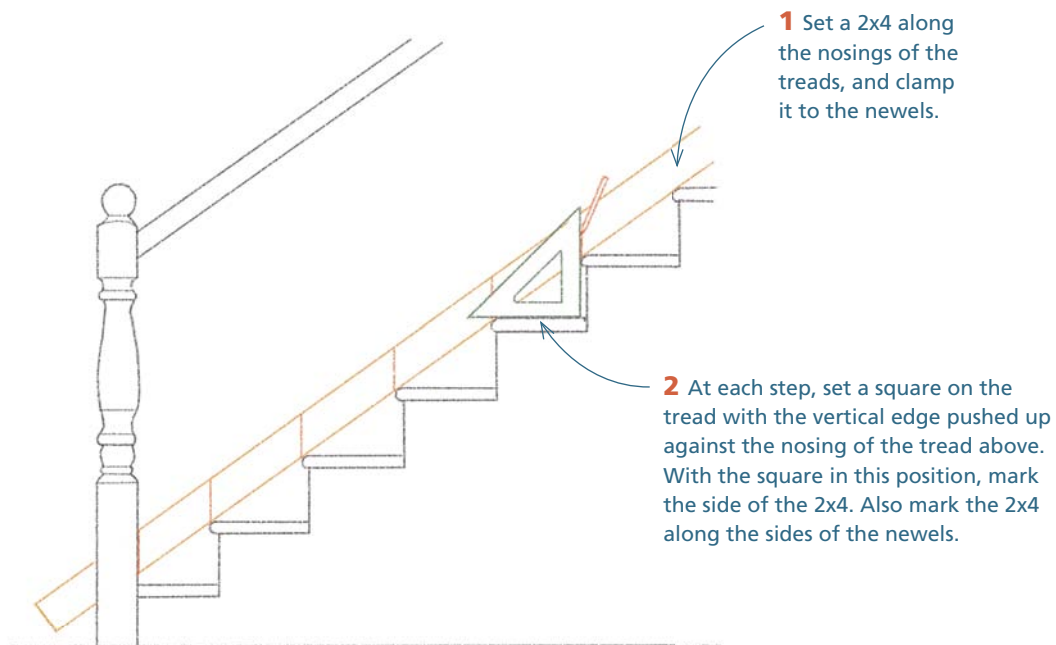 1 Set a 2x4 along
the nosings of the
treads, and clamp
it to the newels.
2 At each step, set a square on the
tread with the vertical edge pushed up
against the nosing of the tread above.
With the square in this position, mark
the side of the 2x4. Also mark the 2x4
along the sides of the newels.